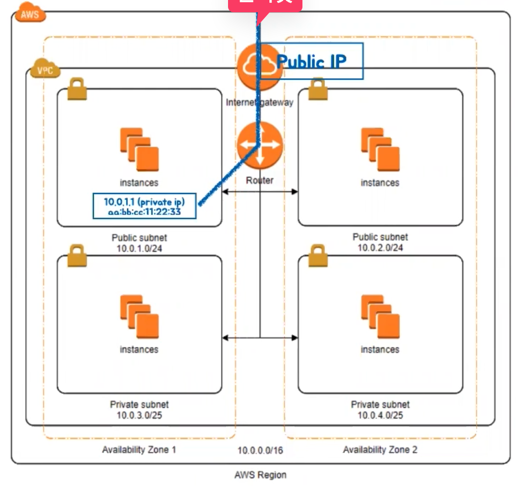 AWS
Public IP
VPC
Internet gateway
instances
instances
Router
10.0.1.1 (private ip)
aa:bb:cc:11:22:33
Public subnet
10.0.1.0/24
Public subnet
10.0.2.0/24
instances
instances
Private subnet
10.0.3.0/25
Private subnet
10.0.4.0/25
Availability Zone 1
10.0.0.0/16
Availability Zone 2
AWS Region